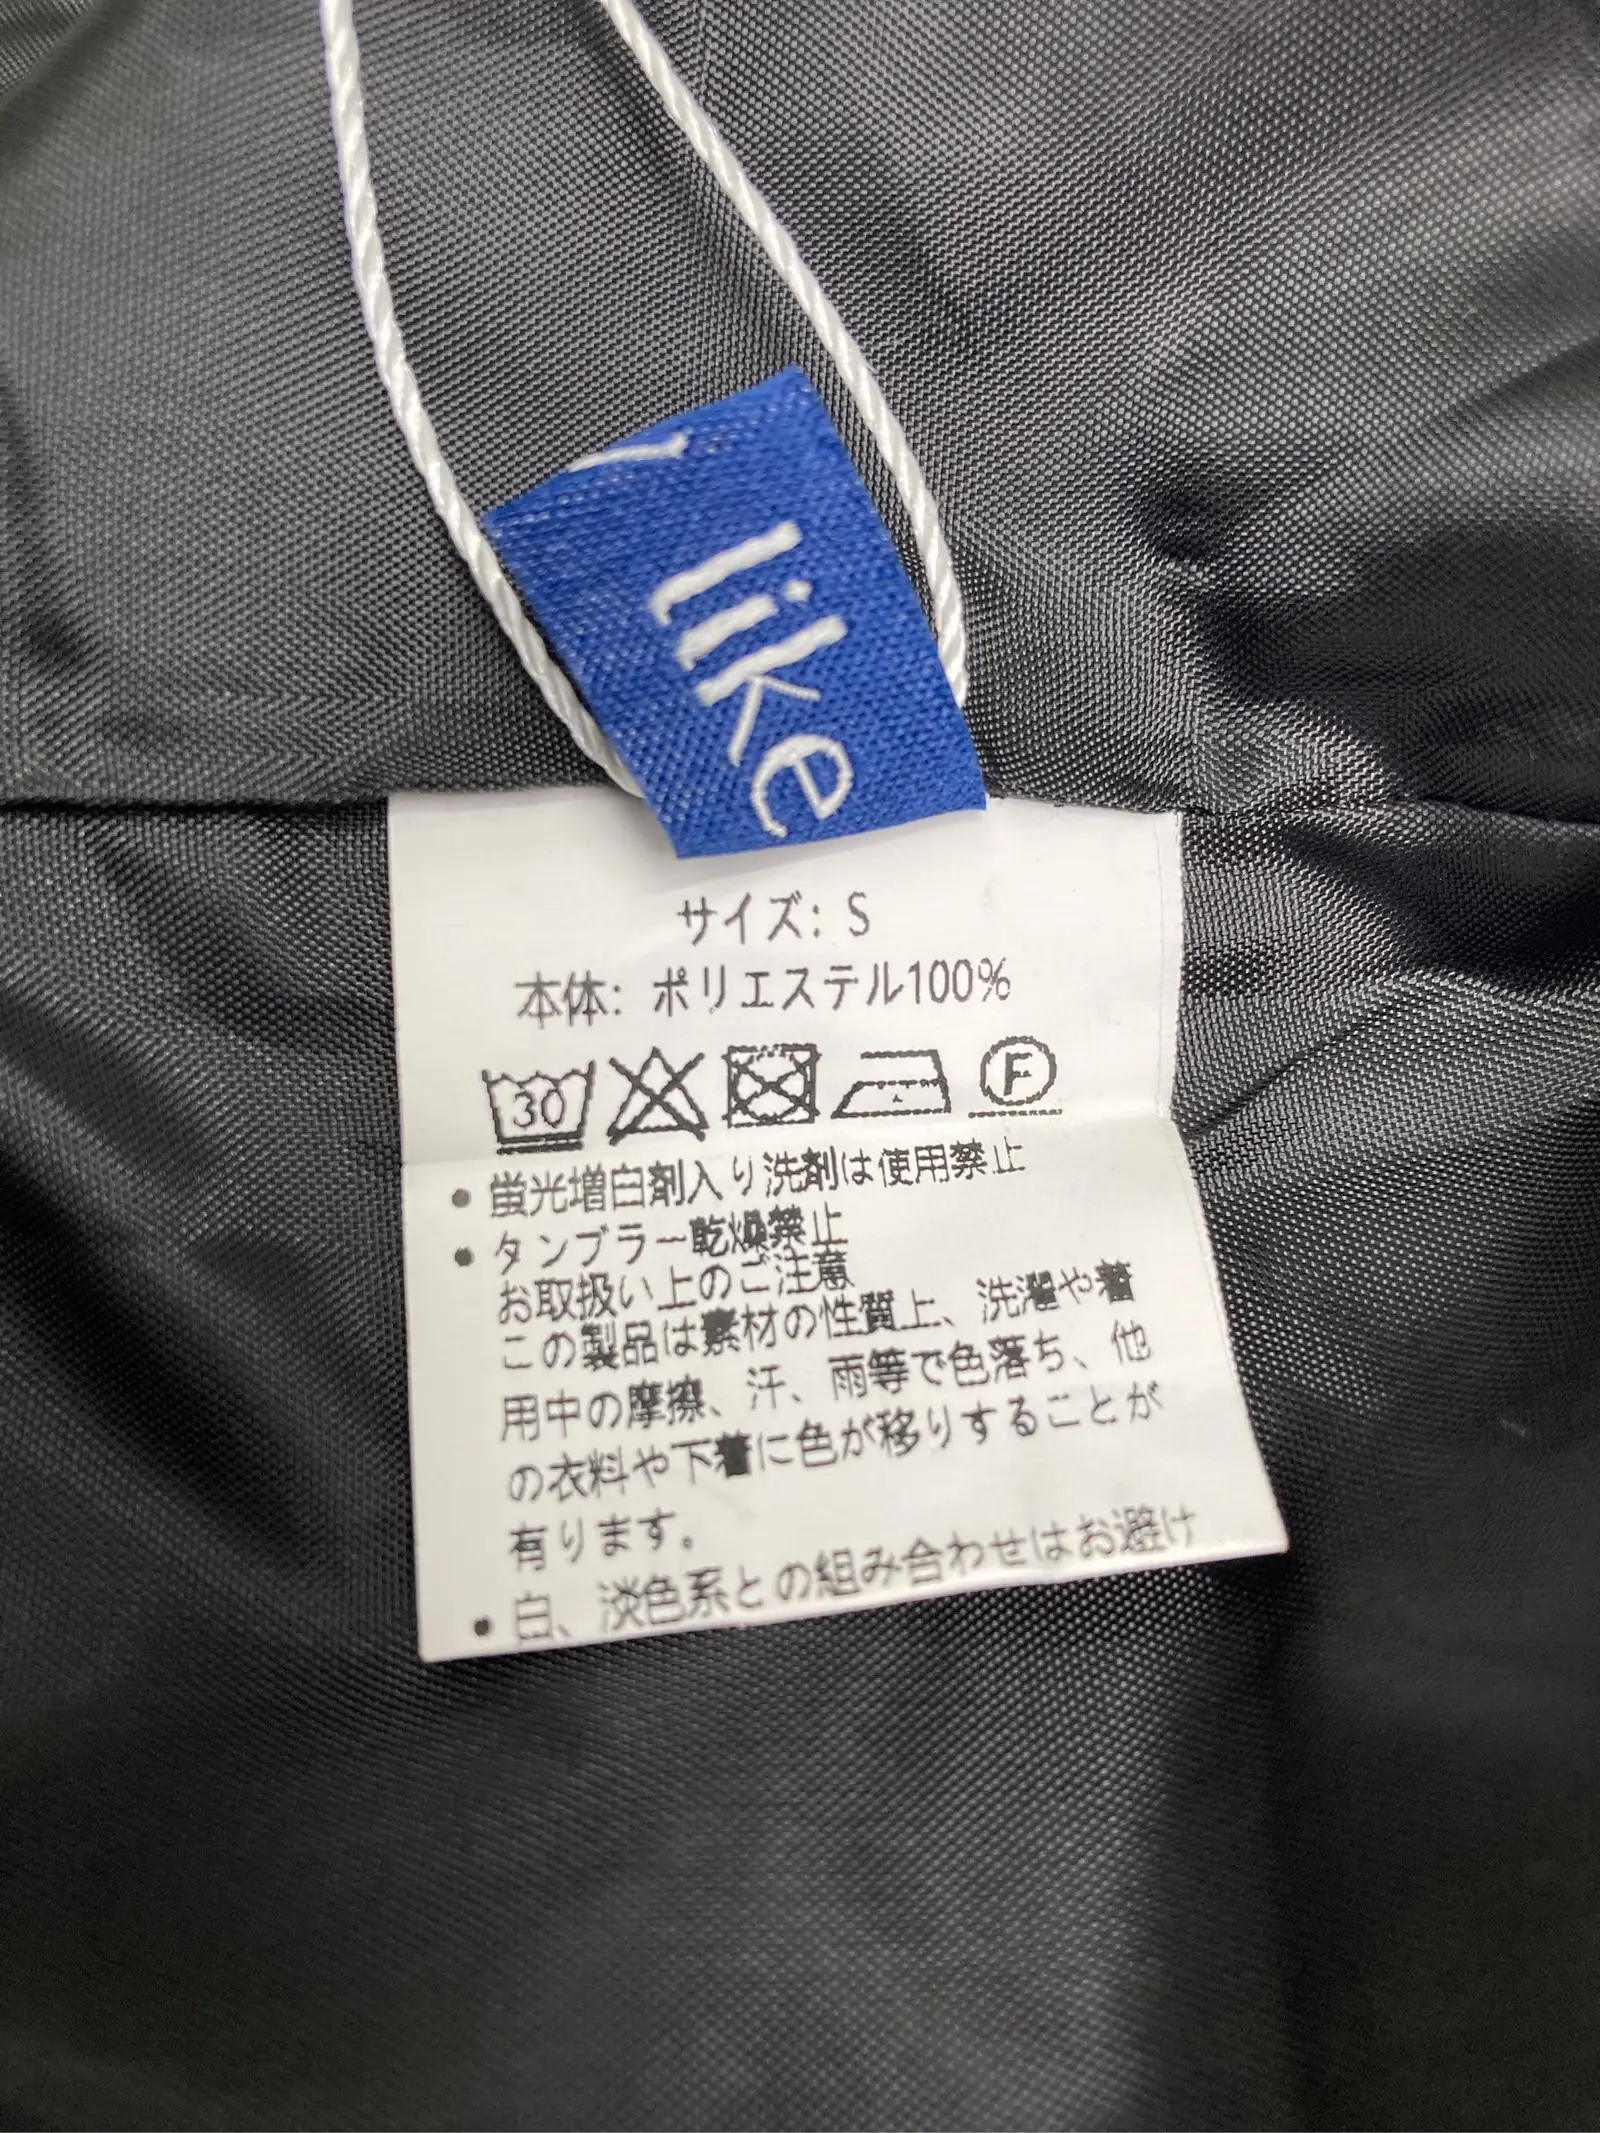 like
サイズ: S
本体: ポリエステル100%
30
F
• 蛍光増白剤入り洗剤は使用禁止
• タンブラー乾燥禁止
お取扱い上のご注意
この製品は素材の性質上、洗濯や着
用中の摩擦、汗、雨等で色落ち、他
の衣料や下着に色が移りすることが
有ります。
• 白、淡色系との組み合わせはお避け